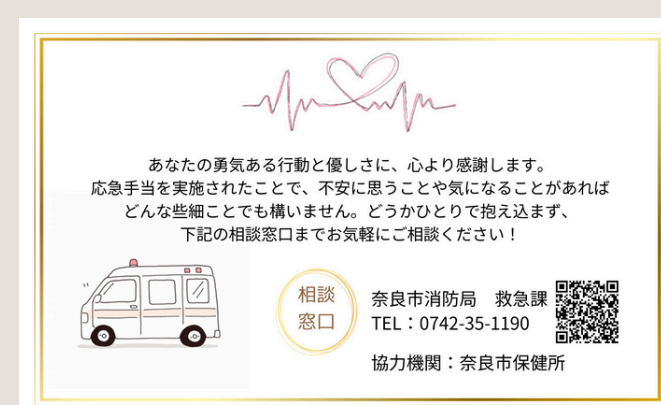 あなたの勇気ある行動と優しさに、心より感謝します。
応急手当を実施されたことで、不安に思うことや気になることがあれば
どんな些細ことでも構いません。どうかひとりで抱え込まず、
下記の相談窓口までお気軽にご相談ください！
相談
窓口
奈良市消防局　救急課
TEL：0742-35-1190
協力機関：奈良市保健所